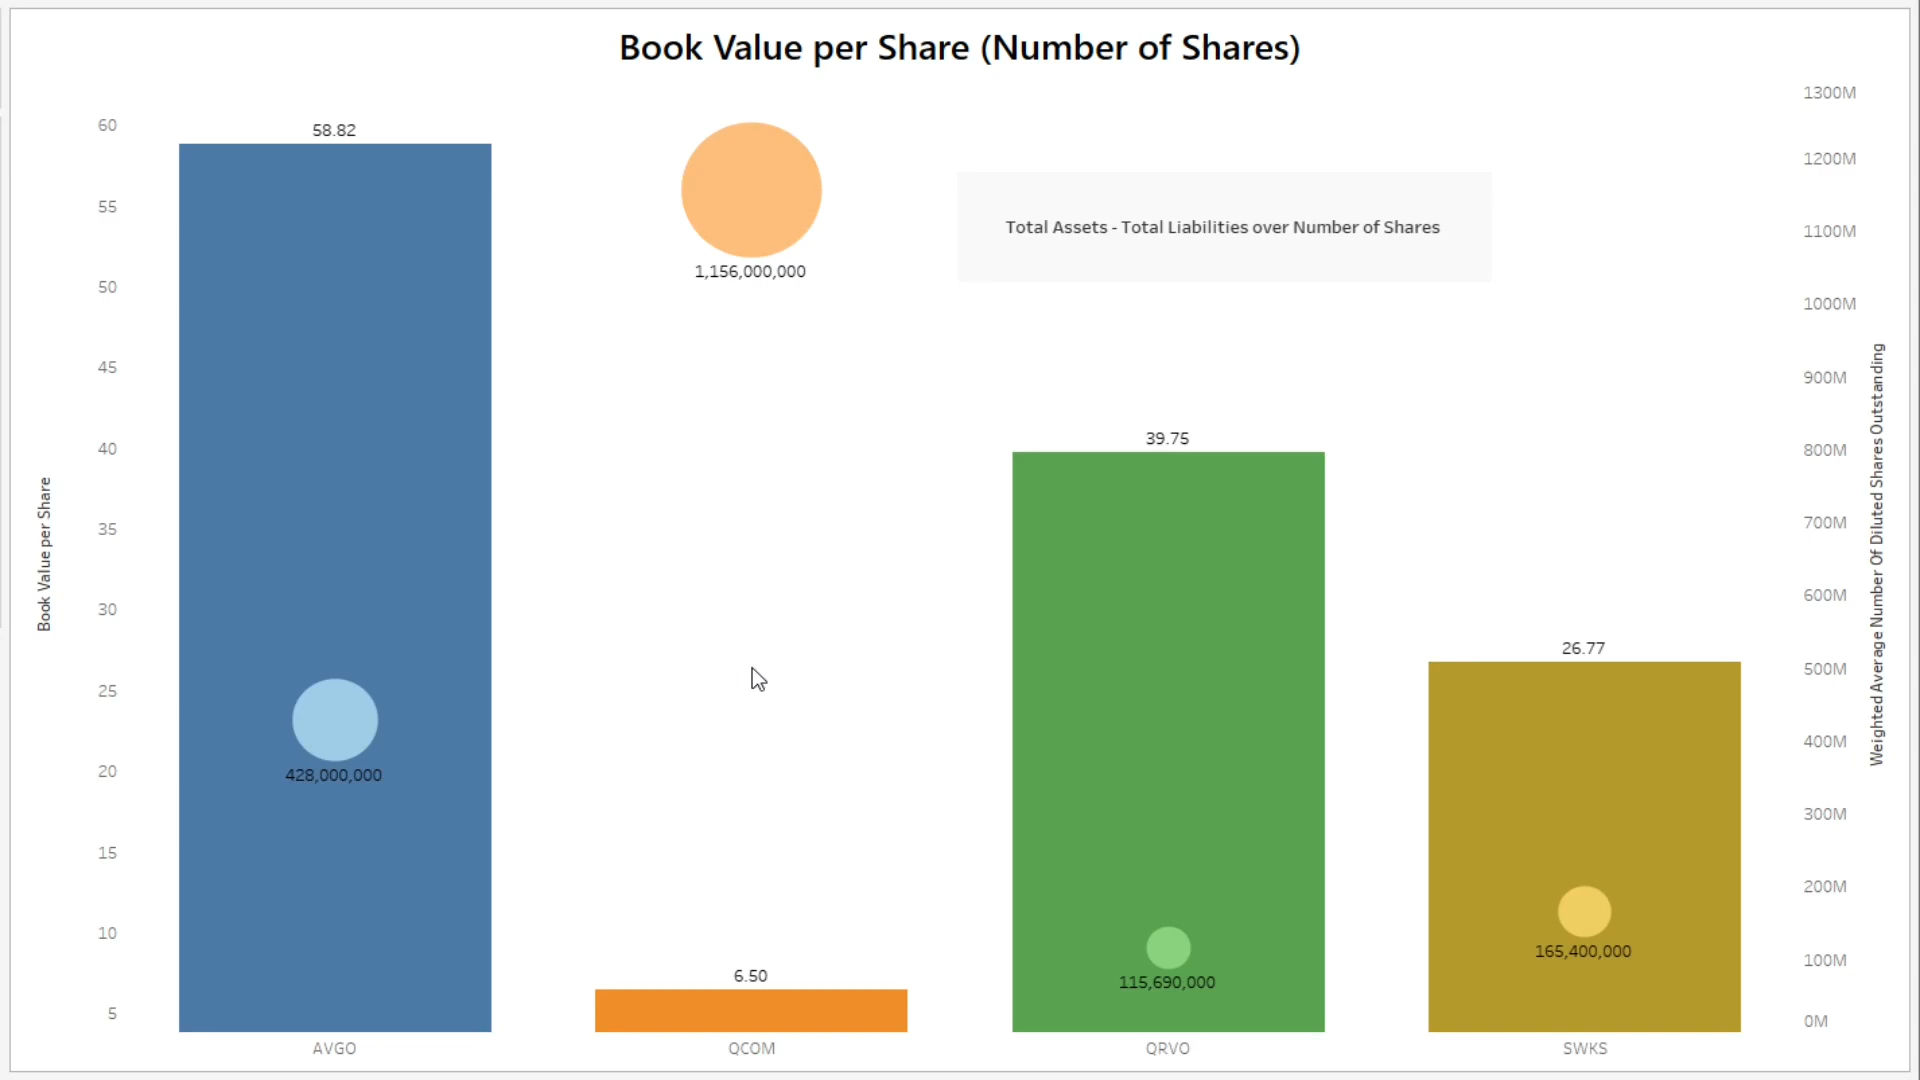 Book Value per Share (Number of Shares)
1300M
60
58.82
1200M
55
Total Assets - Total Liabilities over Number of Shares
1100M
1,156,000,000
50
1000M
45
900M
39.75
40
800M
35
700M
Book Value per Share
Weighted Average Number Of Diluted Shares Outstanding
30
600M
26.77
500M
25
400M
20
428,000,000
300M
15
200M
10
165,400,000
100M
6.50
115,690,000
5
0M
AVGO
QCOM
QRVO
SWKS